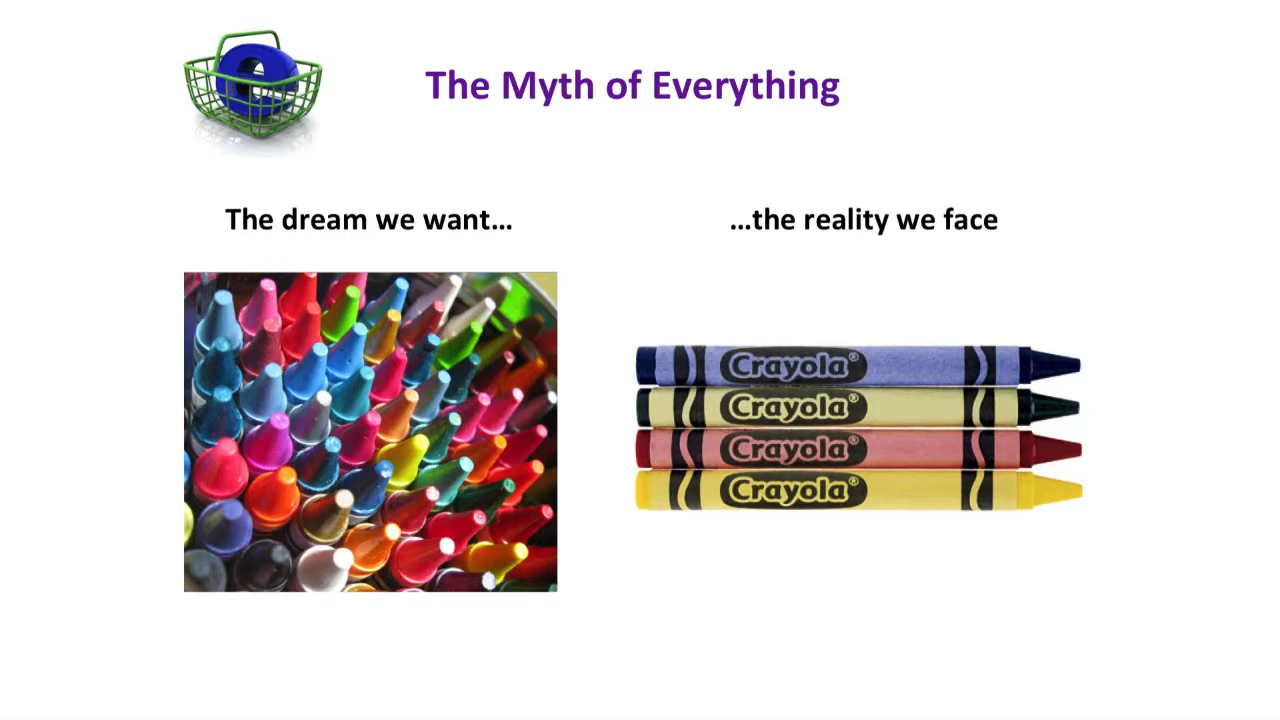 The Myth of Everything
The dream we want…
…the reality we face
Crayola®
Crayola®
Crayola®
Crayola®